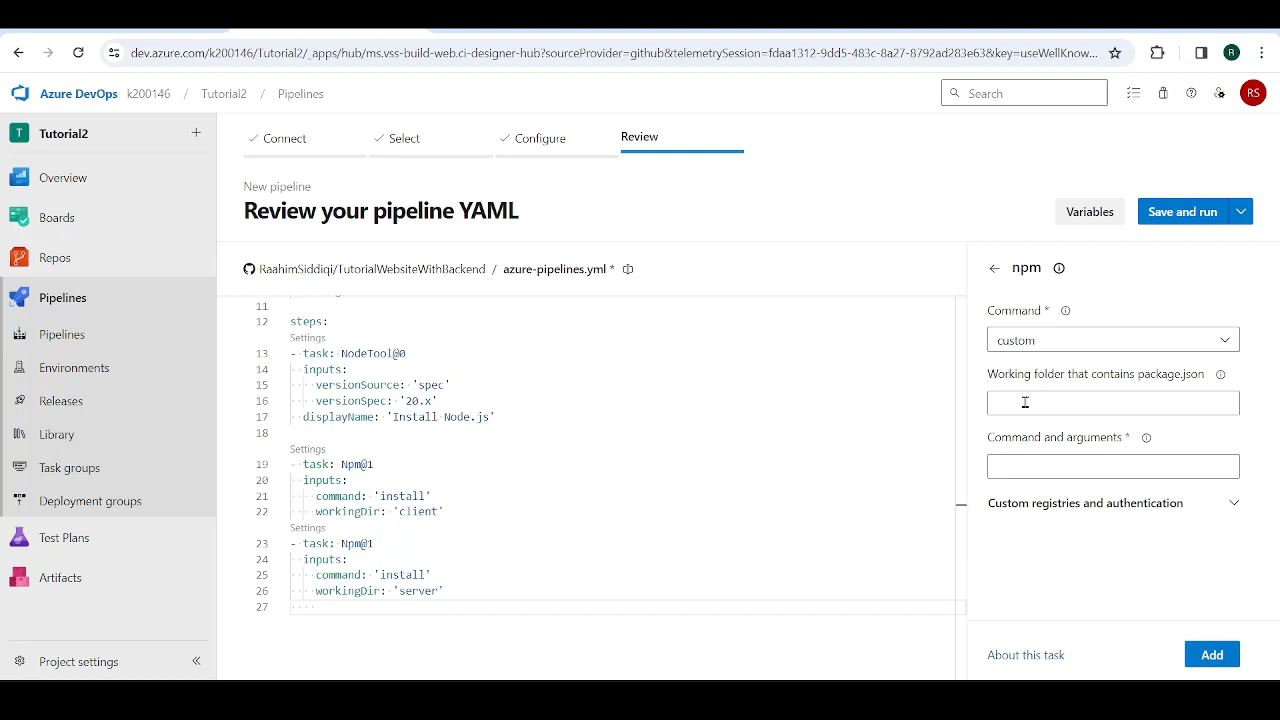 dev.azure.com/k200146/Tutorial2/_apps/hub/ms.vss-build-web.ci-designer-hub?sourceProvider=github&telemetrySession=fdaa1312-9dd5-483c-8a27-8792ad283e63&key=useWellKnow...
R
Azure DevOps k200146 / Tutorial2 / Pipelines
Search
RS
T Tutorial2
Overview
Boards
Repos
Pipelines
Pipelines
Environments
Releases
Library
Task groups
Deployment groups
Test Plans
Artifacts
Project settings
Connect
Select
Configure
Review
New pipeline
Review your pipeline YAML
Variables
Save and run
RaahimSiddiqi/TutorialWebsiteWithBackend / azure-pipelines.yml *
11
12 steps:
Settings
13 - task: NodeTool@0
14 inputs:
15 versionSource: 'spec'
16 versionSpec: '20.x'
17 displayName: 'Install Node.js'
18
Settings
19 - task: Npm@1
20 inputs:
21 command: 'install'
22 workingDir: 'client'
Settings
23 - task: Npm@1
24 inputs:
25 command: 'install'
26 workingDir: 'server'
27
npm
Command *
custom
Working folder that contains package.json
Command and arguments *
Custom registries and authentication
About this task
Add